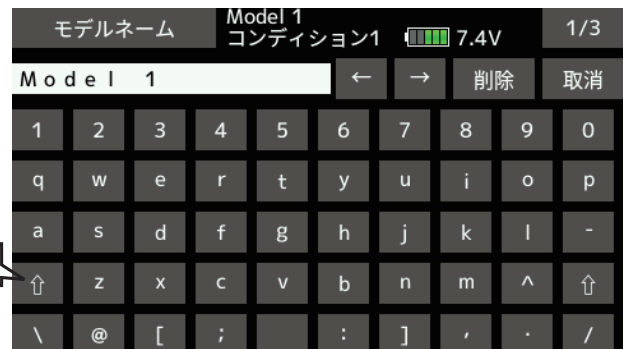 モデルネーム Model 1 1/3
コンディション1 7.4V
Model 1 ← → 削除 取消
1 2 3 4 5 6 7 8 9 0
q w e r t y u i o p
a s d f g h j k l -
⇧ z x c v b n m ^ ⇧
\ @ [ ; : ] , . /